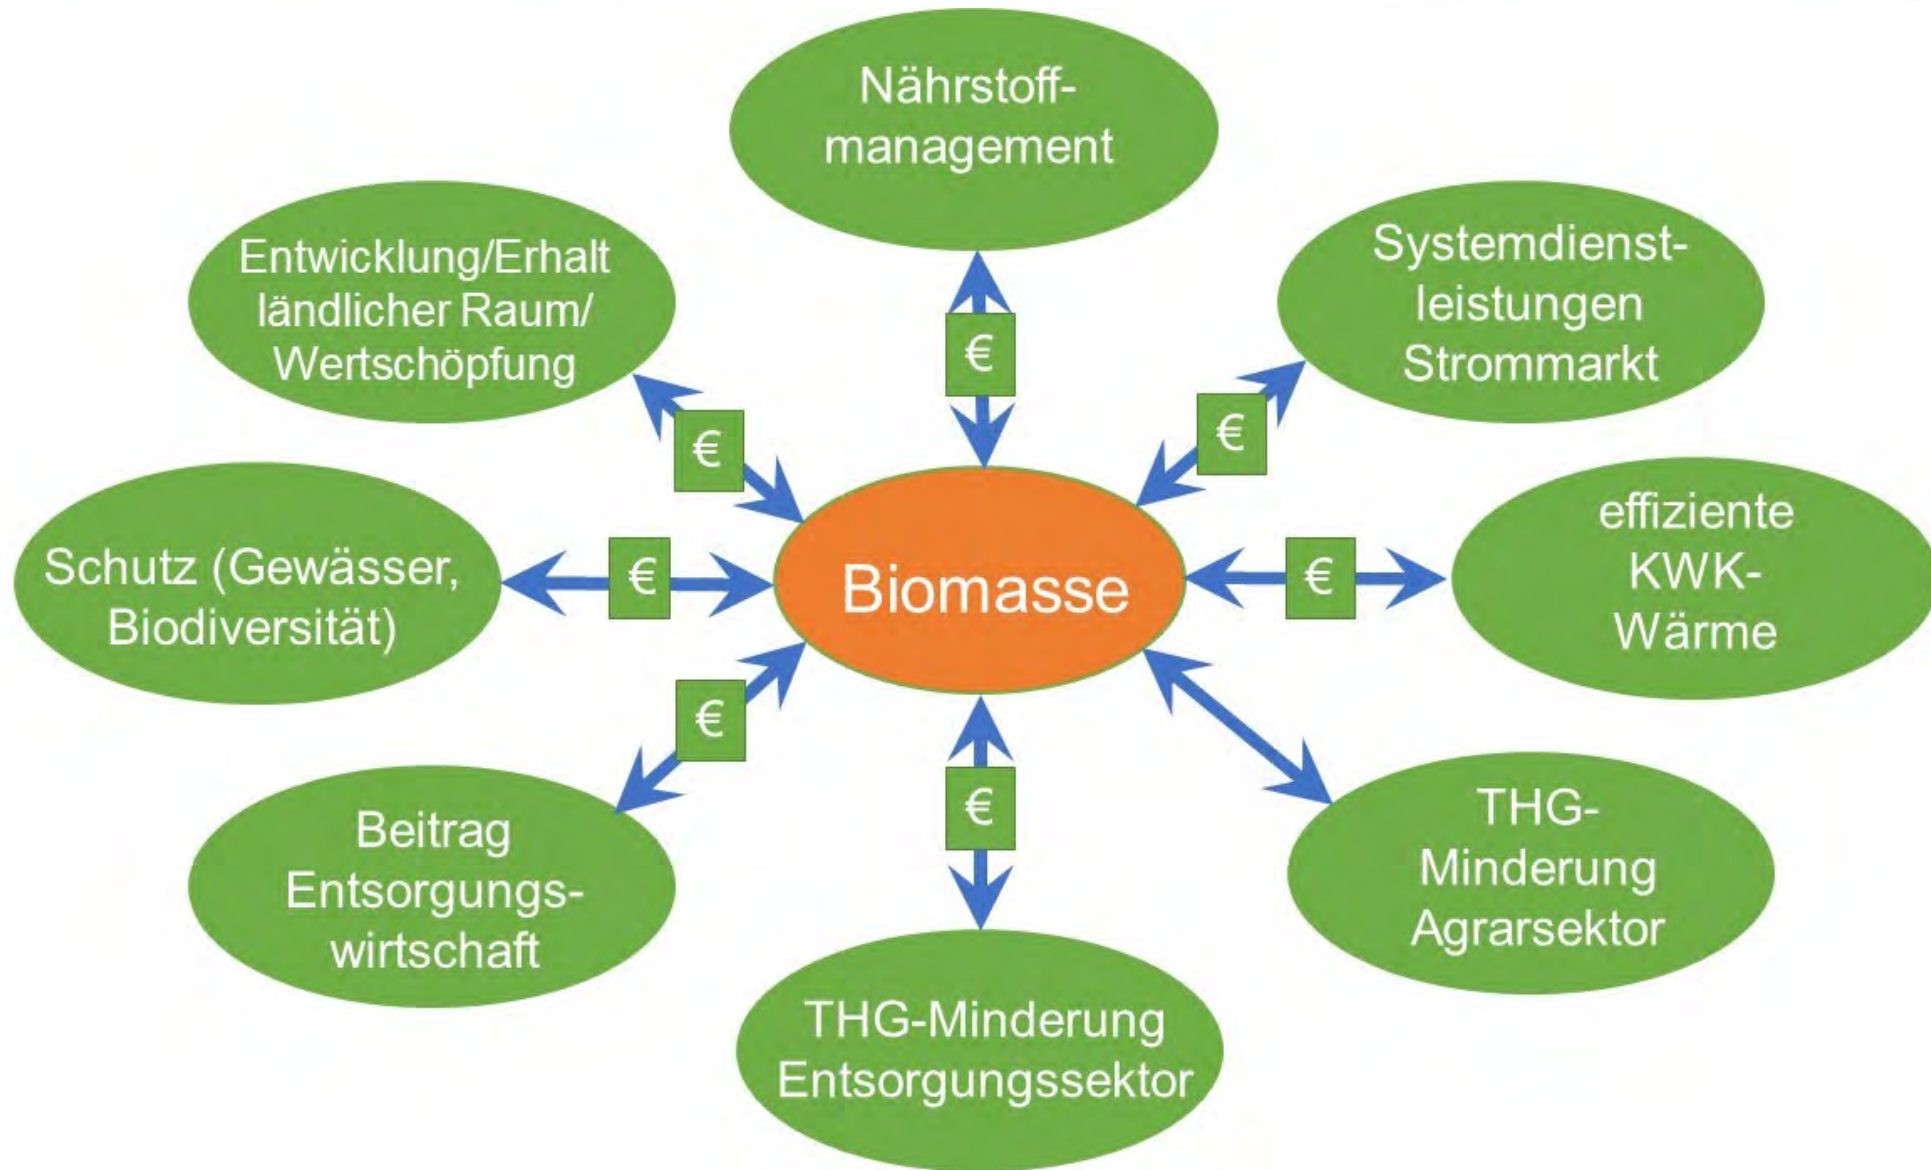 Nährstoff-
management
Entwicklung/Erhalt
ländlicher Raum/
Wertschöpfung
Systemdienst-
leistungen
Strommarkt
€
€
€
Schutz (Gewässer,
Biodiversität)
€
Biomasse
€
effiziente
KWK-
Wärme
€
€
Beitrag
Entsorgungs-
wirtschaft
THG-
Minderung
Agrarsektor
THG-Minderung
Entsorgungssektor